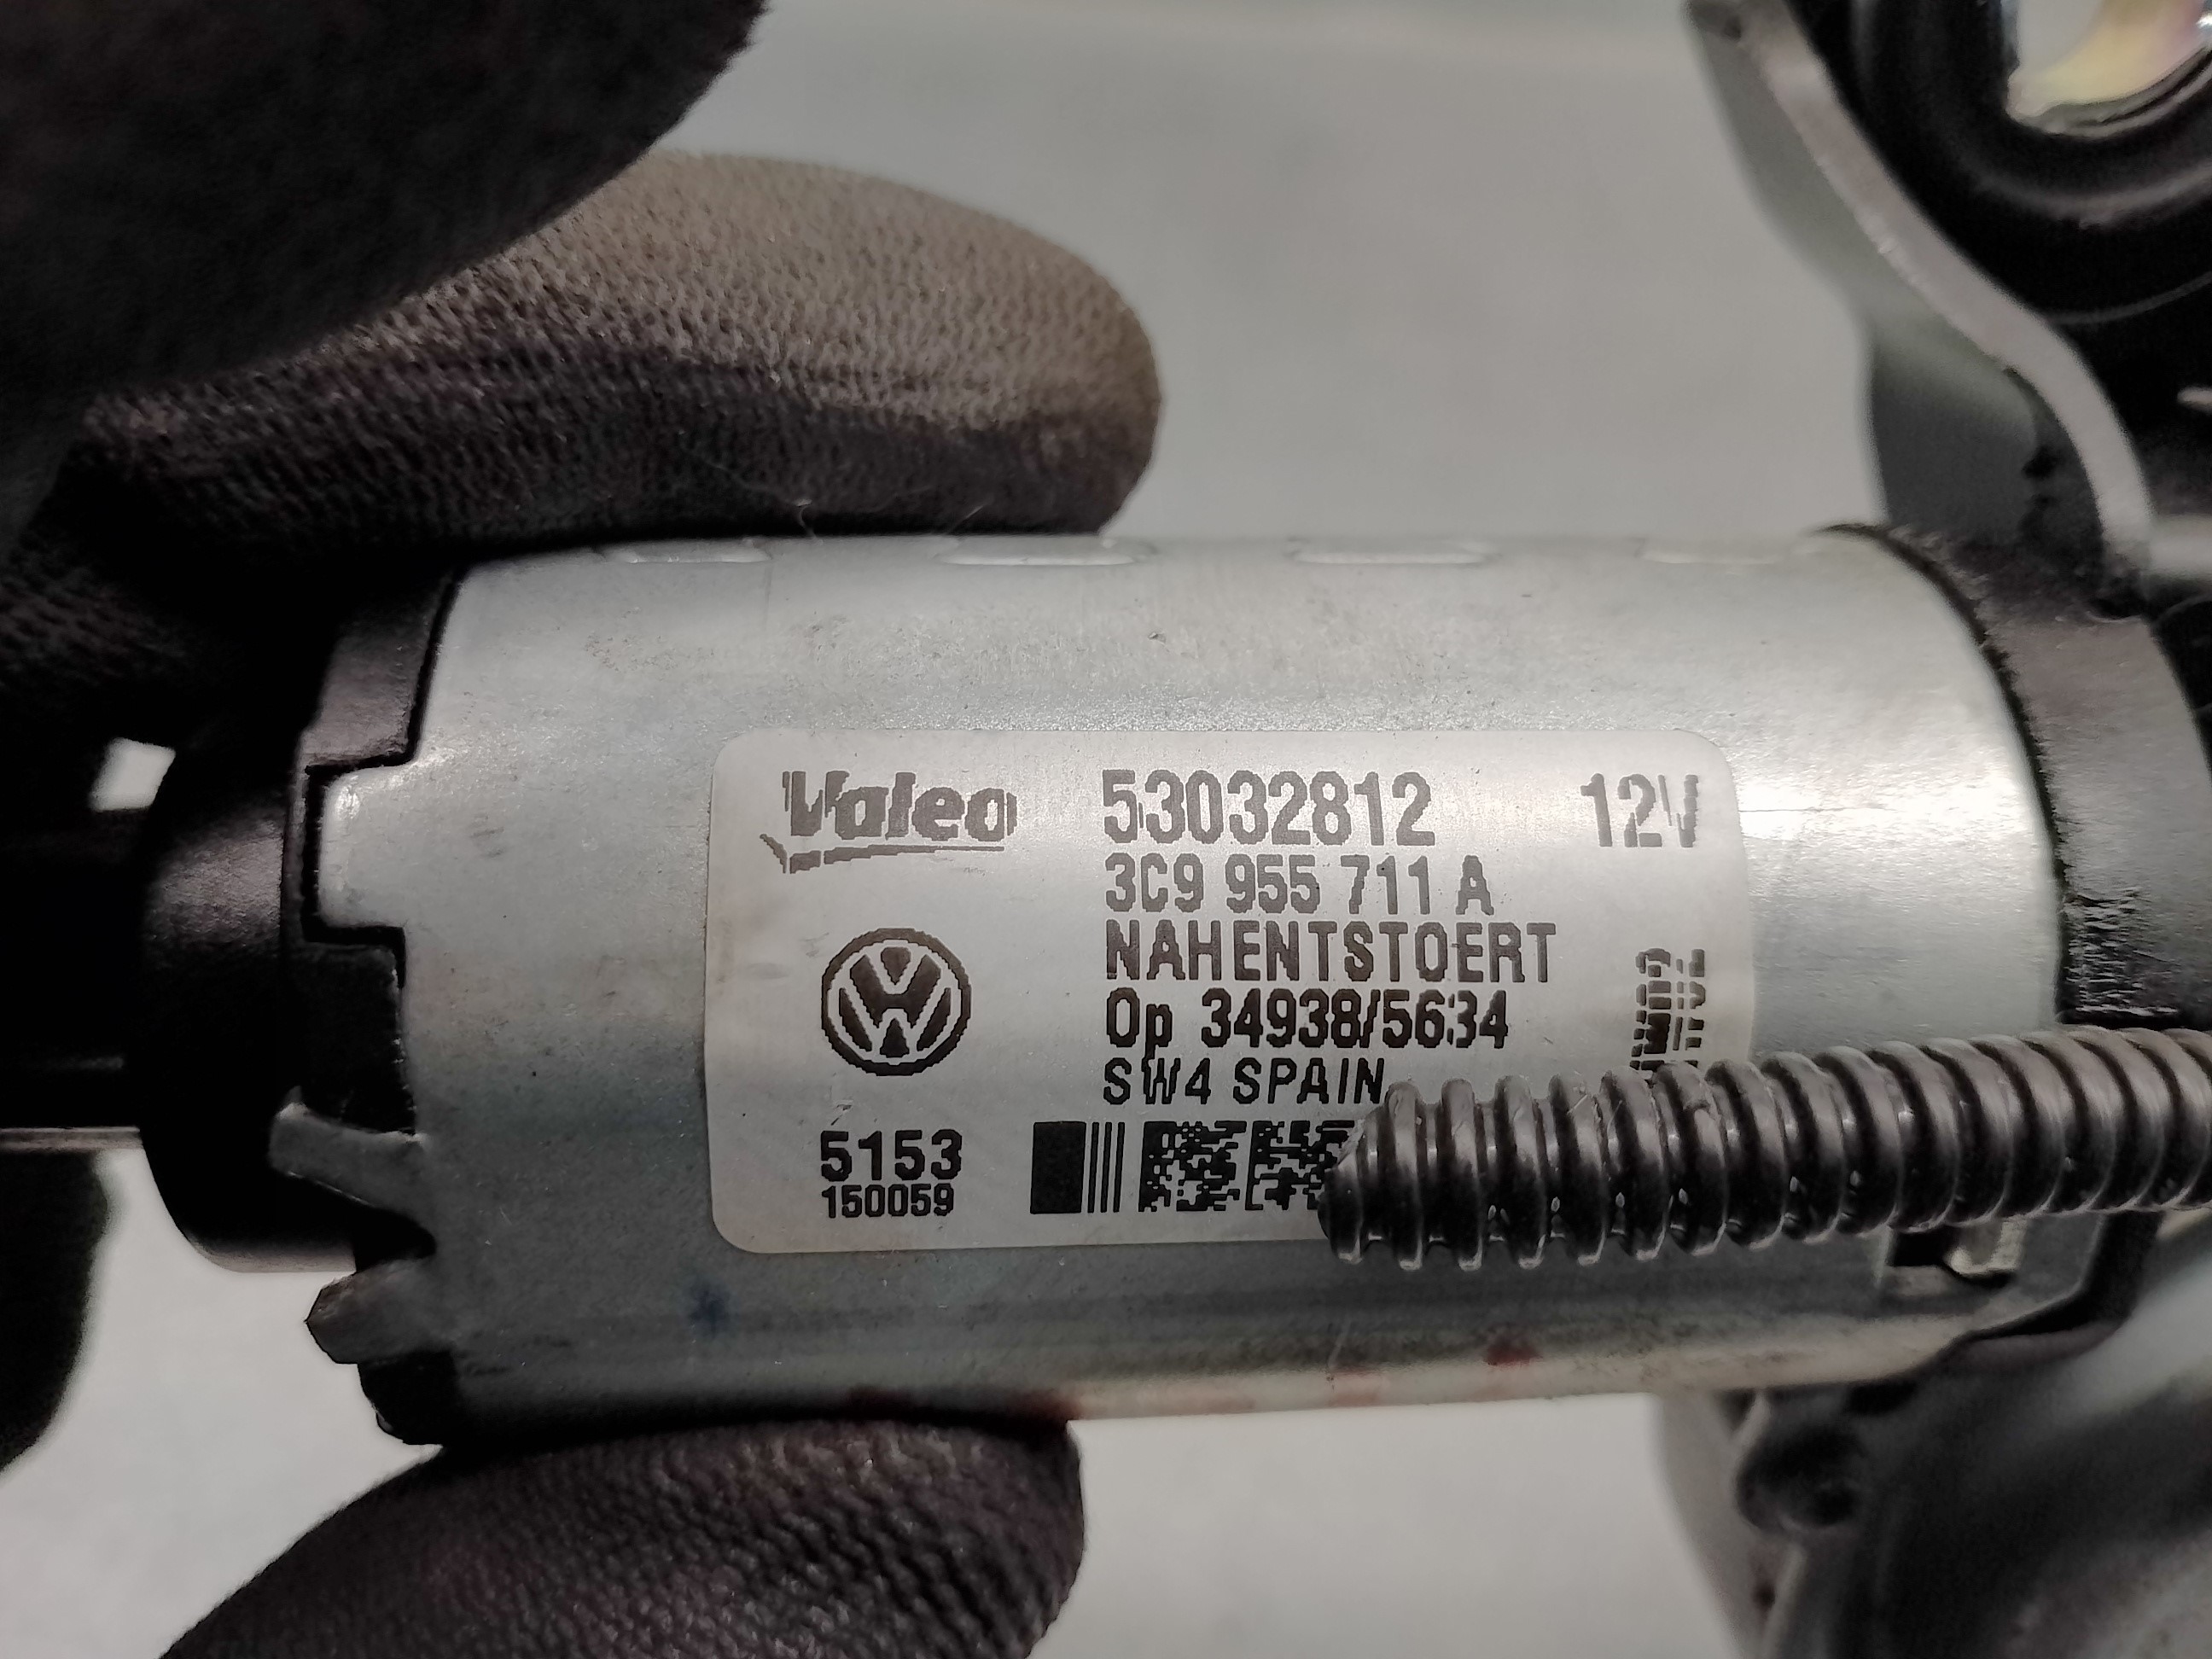 Valeo 53032812 12V
3C9 955 711 A
NAHENTSTOERT
Op 34938/5634
SW4 SPAIN
5153
150059